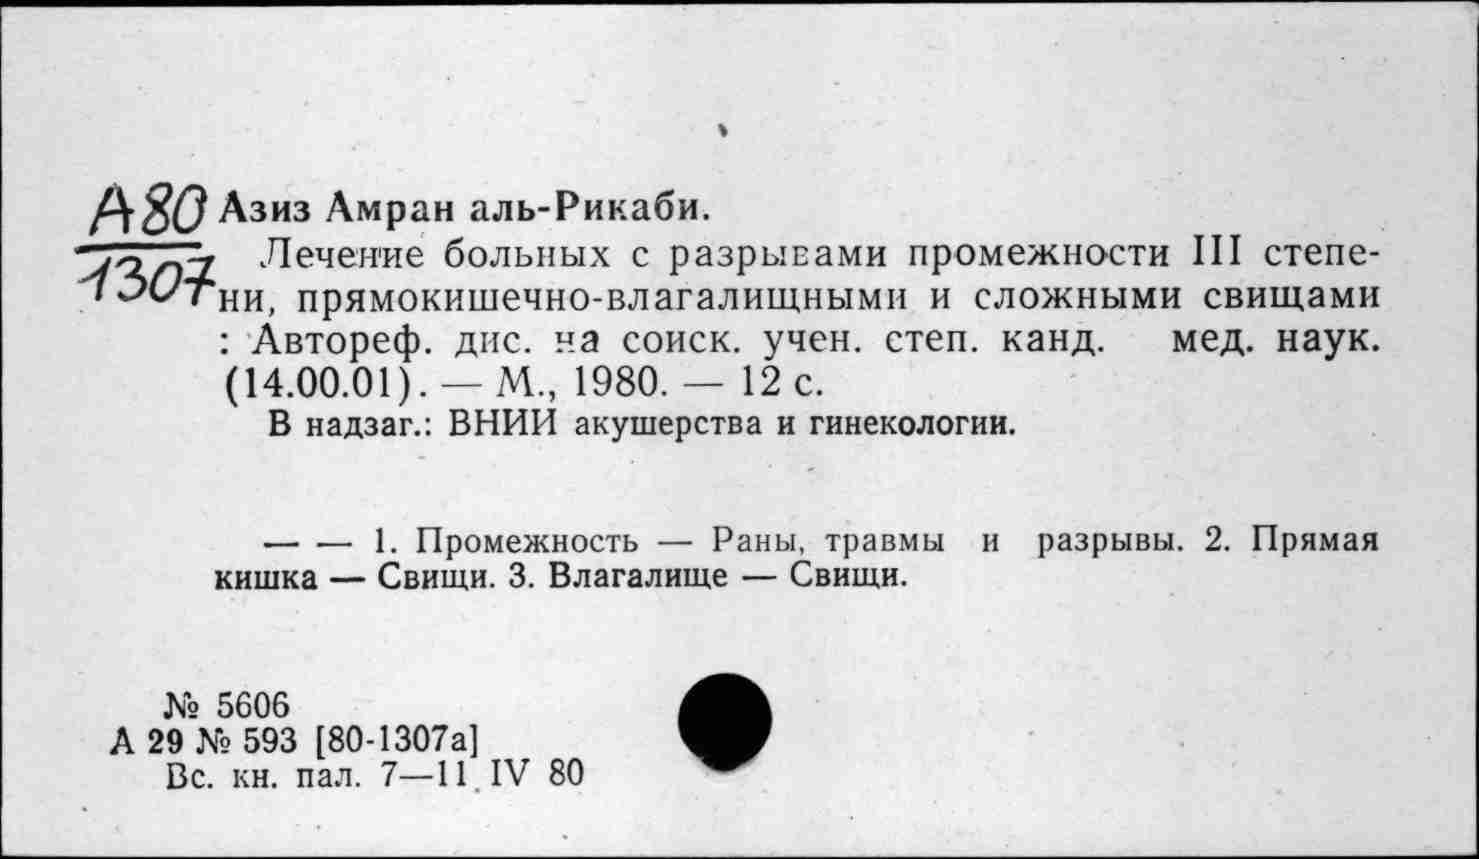 А80 Азиз Амран аль-Рикаби.
1307 Лечение больных с разрывами промежности III степе-
ни, прямокишечно-влагалищными и сложными свищами
: Автореф. дис. на соиск. учен. степ. канд. мед. наук.
(14.00.01). — М., 1980. — 12 с.
В надзаг.: ВНИИ акушерства и гинекологии.
— — 1. Промежность — Раны, травмы и разрывы. 2. Прямая
кишка — Свищи. 3. Влагалище — Свищи.
№ 5606
А 29 № 593 [80-1307а]
Вс. кн. пал. 7—11 IV 80